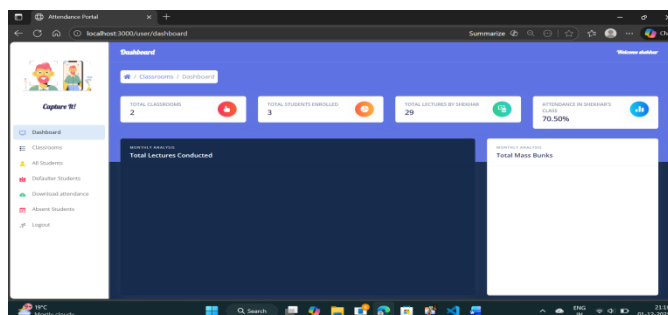 Attendance Portal
localhost:3000/user/dashboard
Summarize
Dashboard
Welcome shekhar
Classrooms / Dashboard
Capture It!
Dashboard
Classrooms
All Students
Defaulter Students
Download attendance
Absent Students
Logout
TOTAL CLASSROOMS
2
TOTAL STUDENTS ENROLLED
3
TOTAL LECTURES BY SHEKHAR
29
ATTENDANCE IN SHEKHAR'S
CLASS
70.50%
MONTHLY ANALYSIS
Total Lectures Conducted
MONTHLY ANALYSIS
Total Mass Bunks
19°C
Mostly cloudy
Search
ENG
IN